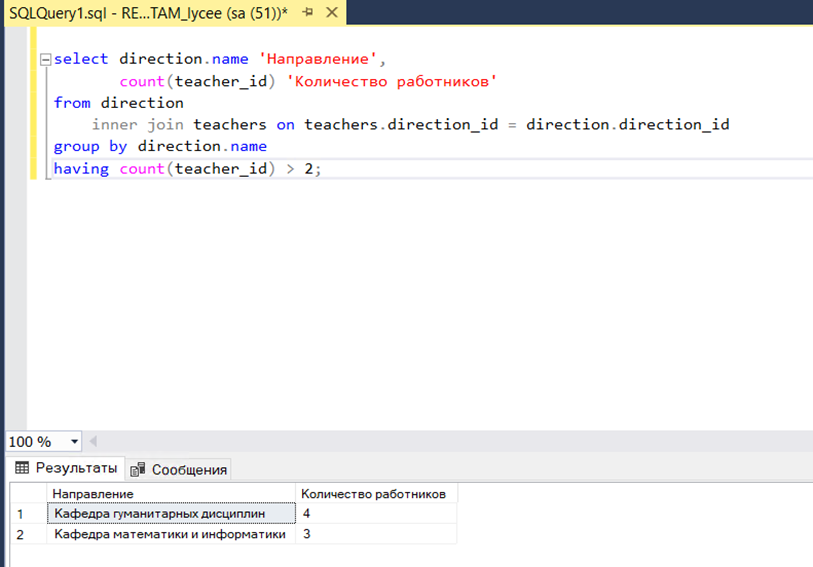 SQLQuery1.sql - RE...TAM_lycee (sa (51))*
select direction.name 'Направление',
count(teacher_id) 'Количество работников'
from direction
inner join teachers on teachers.direction_id = direction.direction_id
group by direction.name
having count(teacher_id) > 2;
100 %
Результаты Сообщения
Направление Количество работников
1 Кафедра гуманитарных дисциплин 4
2 Кафедра математики и информатики 3